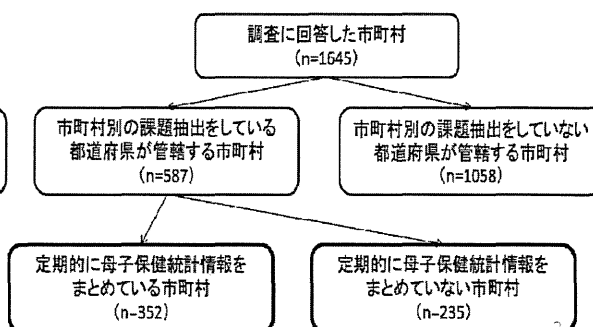 調査に回答した市町村
(n=1645)
市町村別の課題抽出をしている
都道府県が管轄する市町村
(n=587)
市町村別の課題抽出をしていない
都道府県が管轄する市町村
(n=1058)
定期的に母子保健統計情報を
まとめている市町村
(n=352)
定期的に母子保健統計情報を
まとめていない市町村
(n=235)